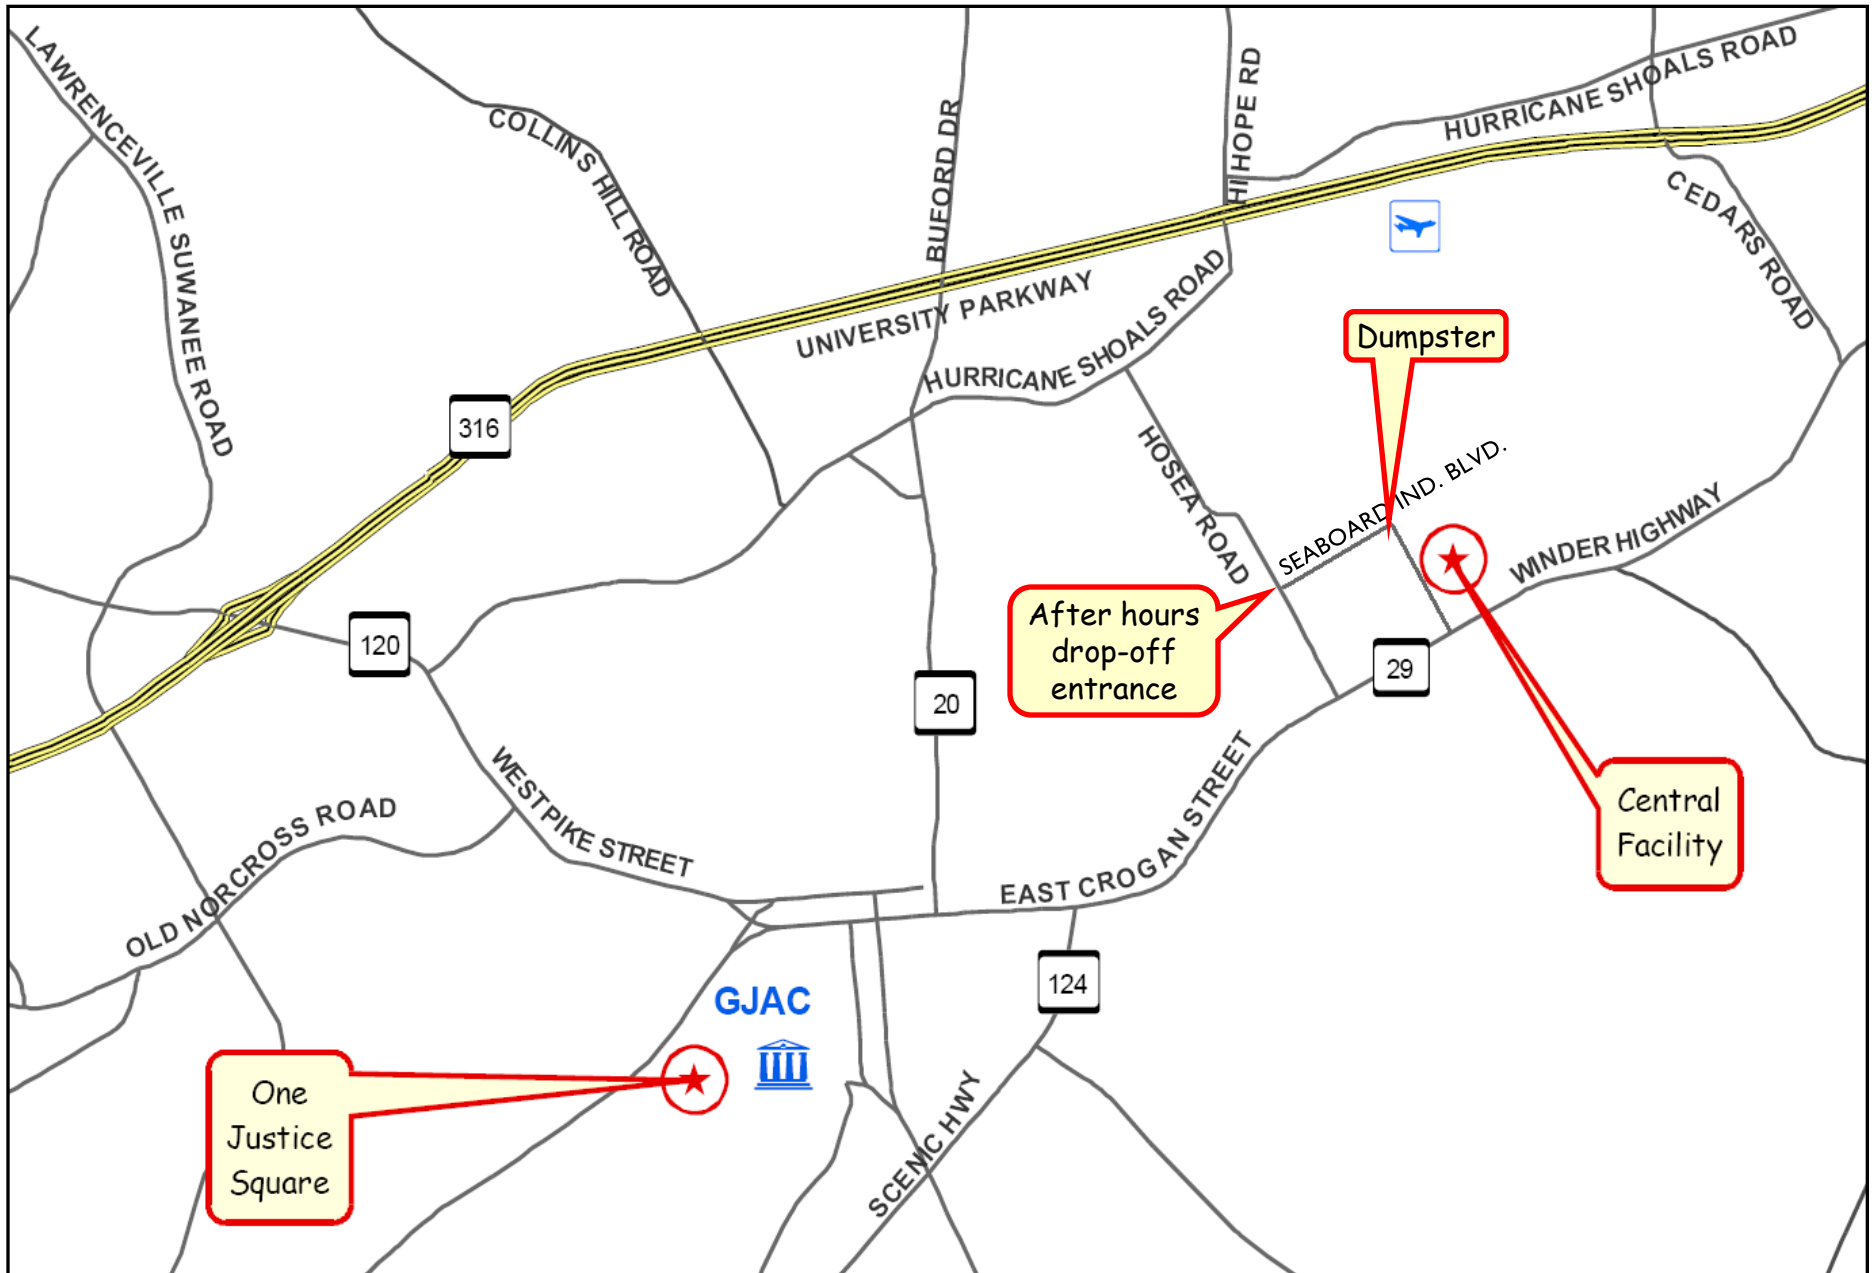 LAWRENCEVILLE SUWANEE ROAD
COLLINS HILL ROAD
BUFORD DR
HI HOPE RD
HURRICANE SHOALS ROAD
CEDARS ROAD
UNIVERSITY PARKWAY
HURRICANE SHOALS ROAD
Dumpster
316
HOSEA ROAD
SEABOARD IND. BLVD.
WINDER HIGHWAY
After hours
drop-off
entrance
120
29
20
WEST PIKE STREET
EAST CROGAN STREET
Central
Facility
OLD NORCROSS ROAD
124
GJAC
One
Justice
Square
SCENIC HWY